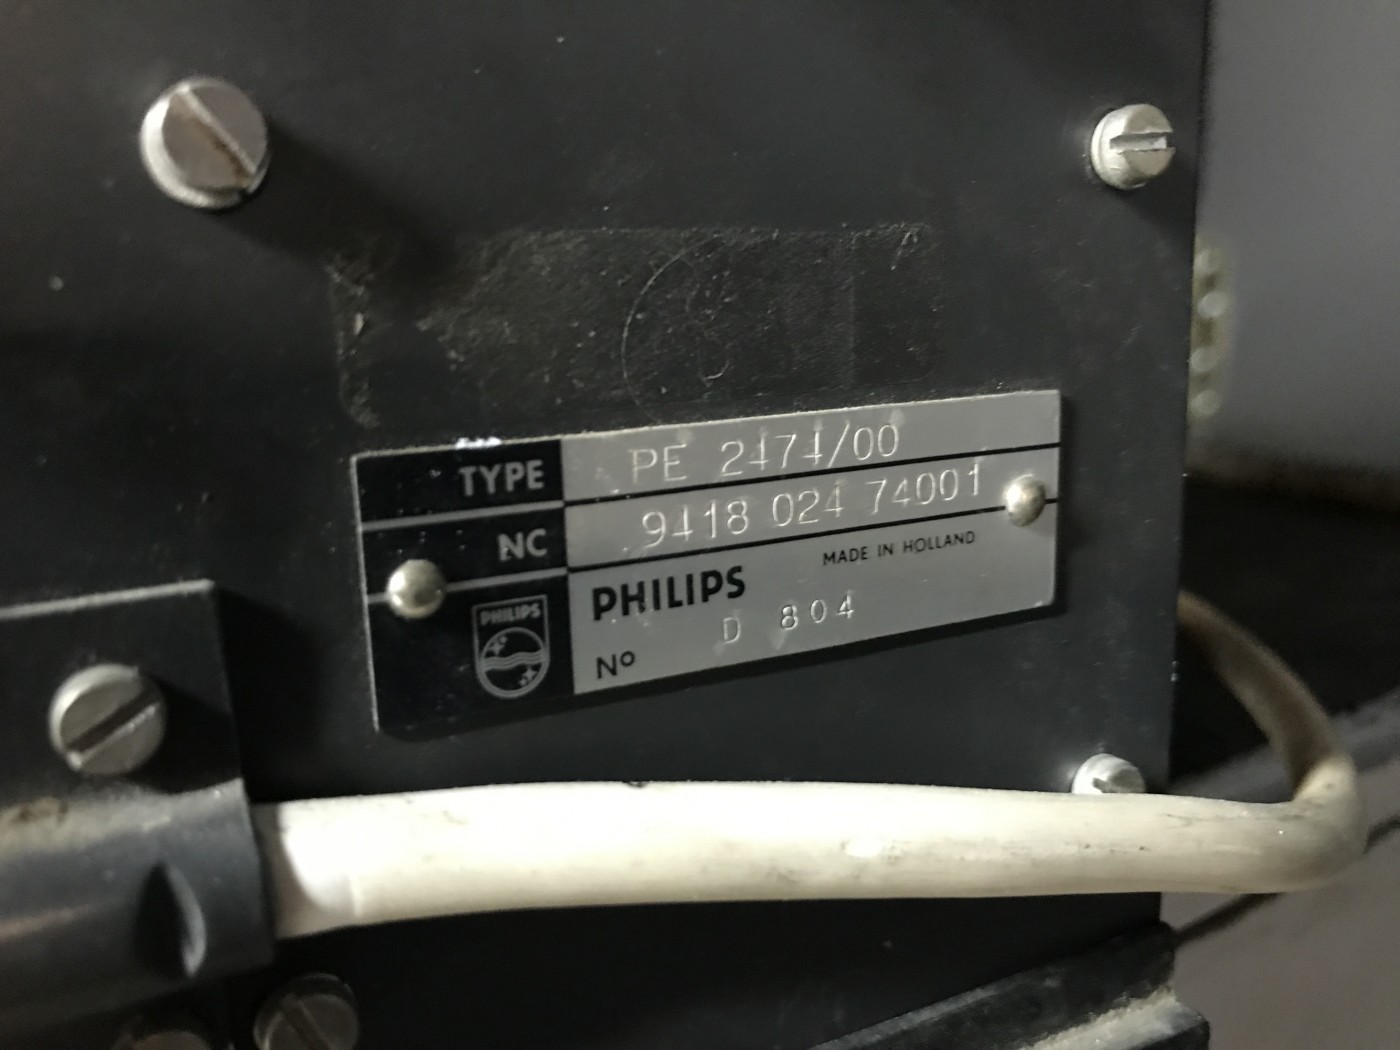 TYPE PE 2474/00
NC 9418 024 74001
PHILIPS MADE IN HOLLAND
PHILIPS
Nº D 804